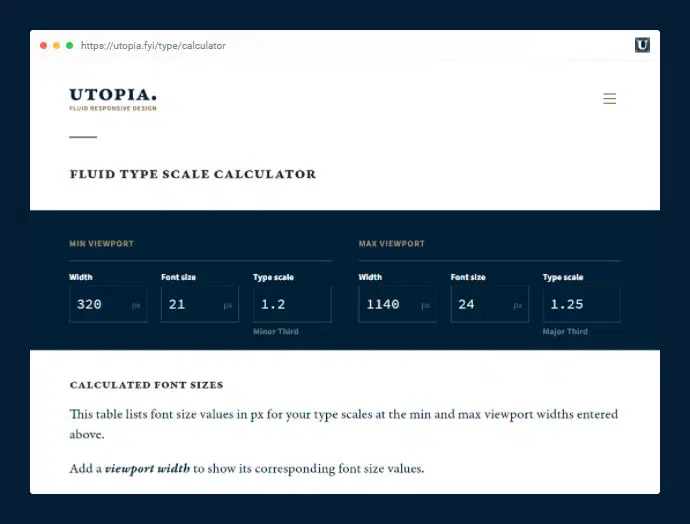 https://utopia.fyi/type/calculator
U
UTOPIA.
FLUID RESPONSIVE DESIGN
FLUID TYPE SCALE CALCULATOR
MIN VIEWPORT
MAX VIEWPORT
Width Font size Type scale Width Font size Type scale
320 px 21 px 1.2 1140 px 24 px 1.25
Minor Third Major Third
CALCULATED FONT SIZES
This table lists font size values in px for your type scales at the min and max viewport widths entered
above.
Add a viewport width to show its corresponding font size values.